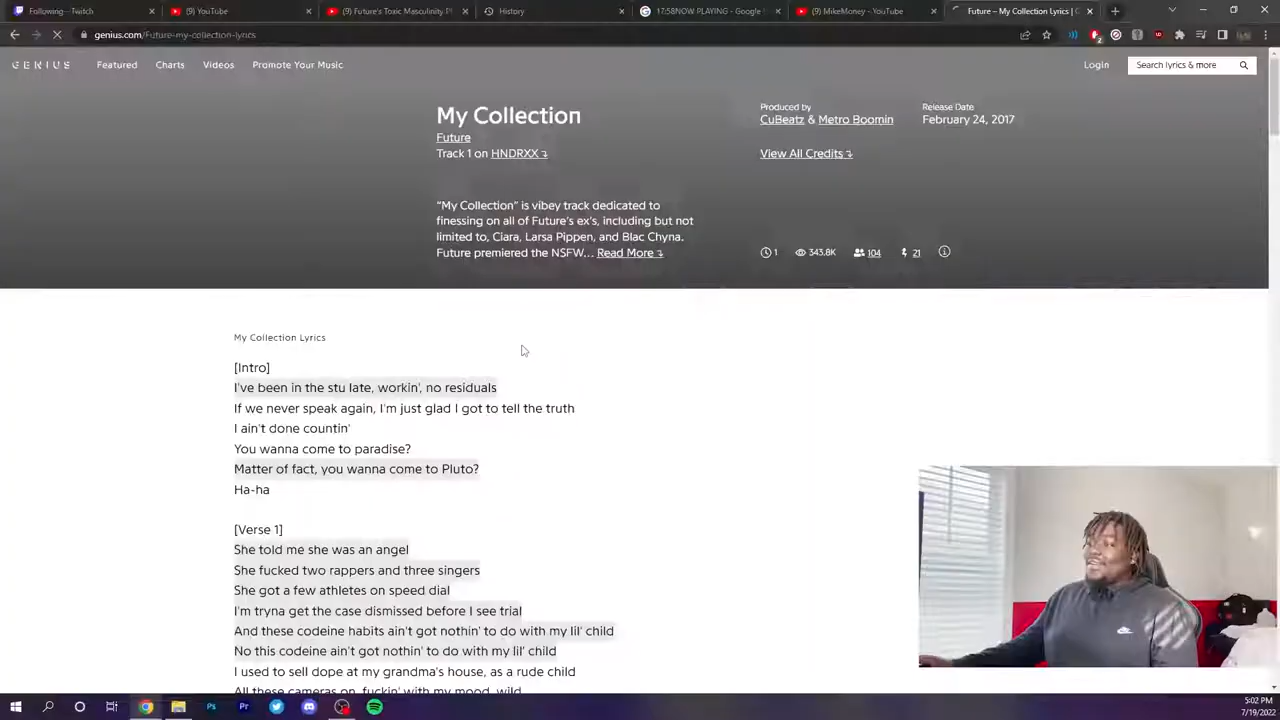 Following - Twitch
(9) YouTube
(9) Future's Toxic Masculinity P
History
17:58NOW PLAYING - Google
(9) MikeMoney - YouTube
Future – My Collection Lyrics |
genius.com/Future-my-collection-lyrics
GENIUS
Featured
Charts
Videos
Promote Your Music
Login
Search lyrics & more
My Collection
Future
Track 1 on HNDRXX
Produced by
CuBeatz & Metro Boomin
Release Date
February 24, 2017
View All Credits
“My Collection” is vibey track dedicated to
finessing on all of Future’s ex’s, including but not
limited to, Ciara, Larsa Pippen, and Blac Chyna.
Future premiered the NSFW... Read More
1
343.8K
104
21
My Collection Lyrics
[Intro]
I've been in the stu late, workin', no residuals
If we never speak again, I'm just glad I got to tell the truth
I ain't done countin'
You wanna come to paradise?
Matter of fact, you wanna come to Pluto?
Ha-ha
[Verse 1]
She told me she was an angel
She fucked two rappers and three singers
She got a few athletes on speed dial
I'm tryna get the case dismissed before I see trial
And these codeine habits ain't got nothin' to do with my lil' child
No this codeine ain't got nothin' to do with my lil' child
I used to sell dope at my grandma's house, as a rude child
All these cameras on, fuckin' with my mood, wild
5:02 PM
7/19/2022